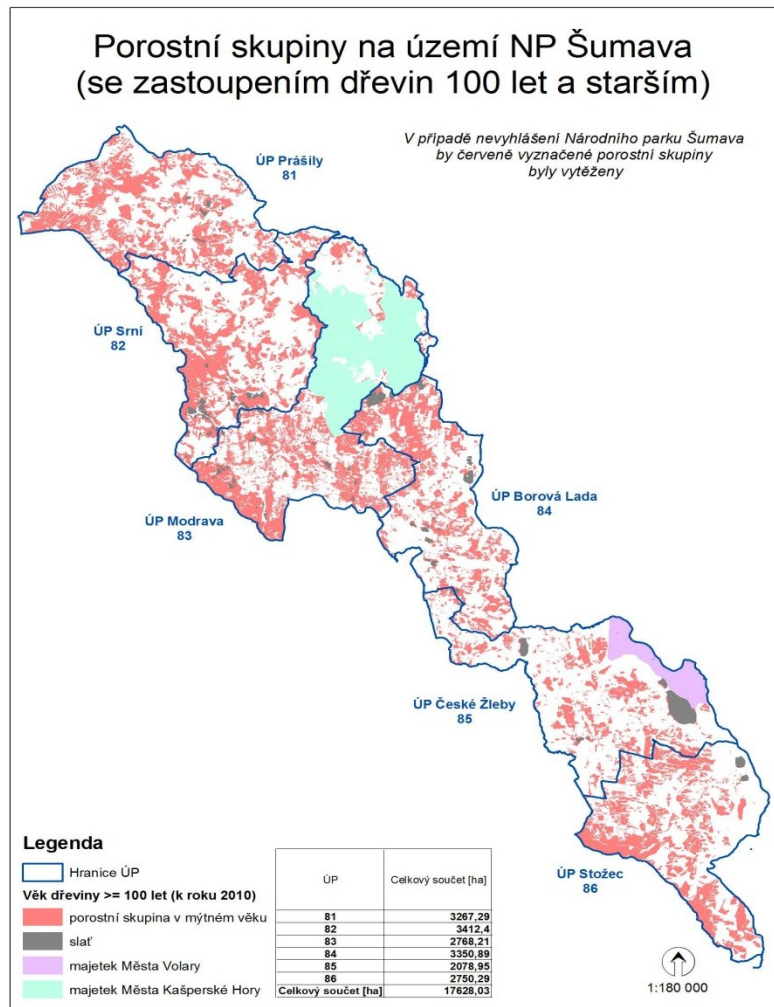 Porostní skupiny na území NP Šumava
(se zastoupením dřevin 100 let a starším)
V případě nevyhlášení Národního parku Šumava
by červeně vyznačené porostní skupiny
byly vytěženy
ÚP Prášily
81
ÚP Srní
82
ÚP Modrava
83
ÚP Borová Lada
84
ÚP České Žleby
85
ÚP Stožec
86
Legenda
Hranice ÚP
Věk dřeviny >= 100 let (k roku 2010)
porostní skupina v mýtném věku
slať
majetek Města Volary
majetek Města Kašperské Hory
ÚP Celkový součet [ha]
81 3267,29
82 3412,4
83 2768,21
84 3350,89
85 2078,95
86 2750,29
Celkový součet [ha] 17628,03
1:180 000